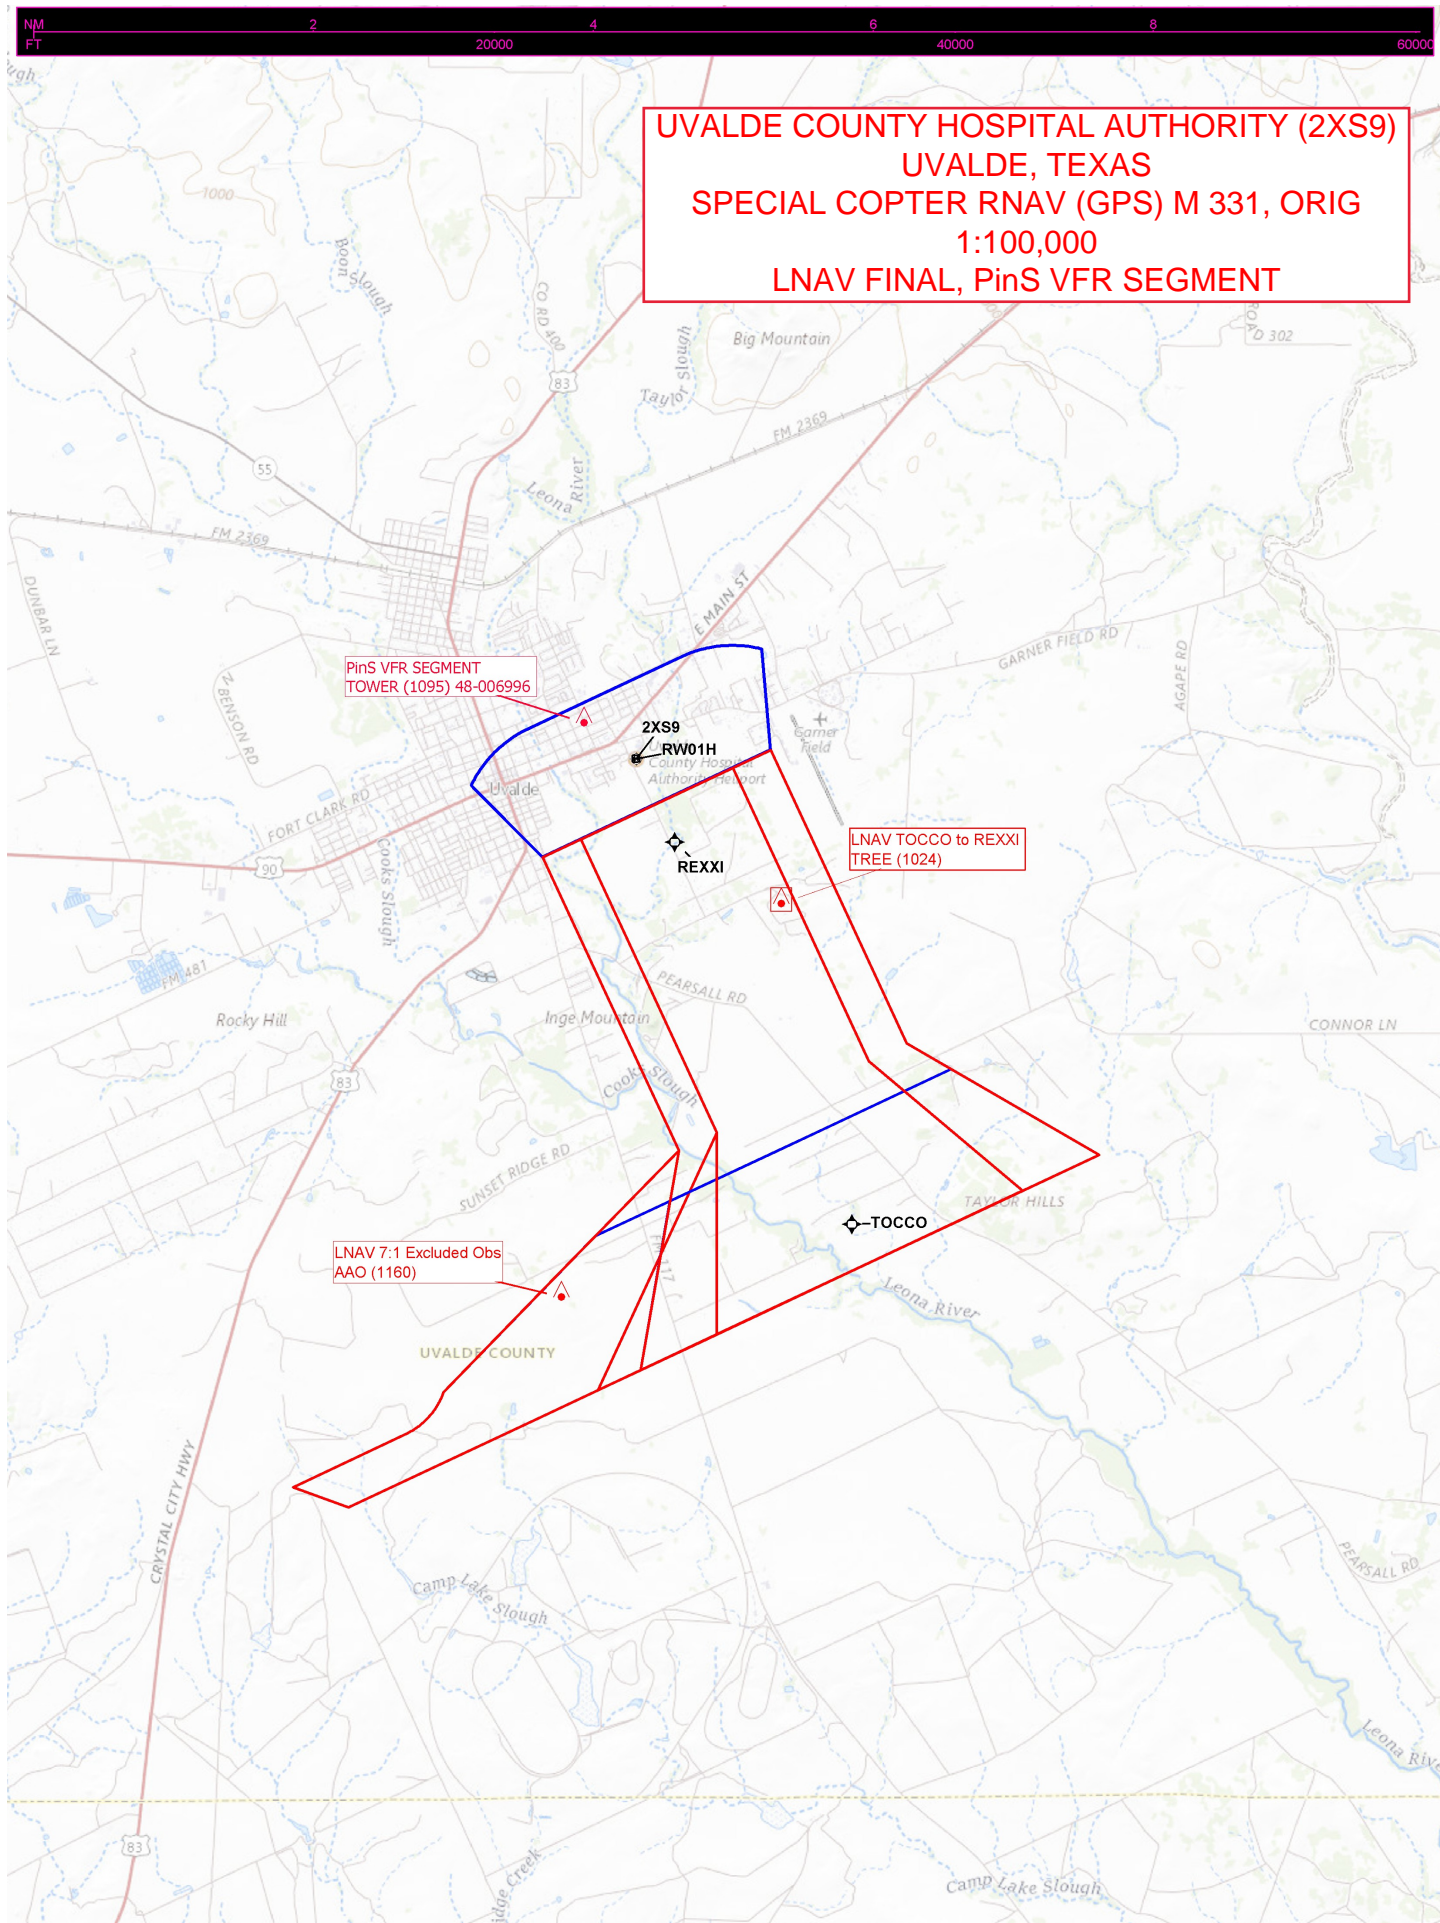 NM 2 4 6 8
FT 20000 40000 60000
ugh
UVALDE COUNTY HOSPITAL AUTHORITY (2XS9)
UVALDE, TEXAS
SPECIAL COPTER RNAV (GPS) M 331, ORIG
1:100,000
LNAV FINAL, PinS VFR SEGMENT
1000
Boon Slough
CO RD 400
Taylor Slough
Big Mountain
ROAD 302
83
FM 2369
55
Leona River
FM 2369
DUNBAR LN
E MAIN ST
GARNER FIELD RD
AGAPE RD
N BENSON RD
PinS VFR SEGMENT
TOWER (1095) 48-006996
2XS9
RW01H
County Hospital
Authority Heliport
Garner
Field
Uvalde
FORT CLARK RD
90
Cooks Slough
REXXI
LNAV TOCCO to REXXI
TREE (1024)
FM 481
PEARSALL RD
Rocky Hill
Inge Mountain
CONNOR LN
83
Cooks Slough
SUNSET RIDGE RD
TAYLOR HILLS
TOCCO
FM 117
LNAV 7:1 Excluded Obs
AAO (1160)
Leona River
UVALDE COUNTY
CRYSTAL CITY HWY
PEARSALL RD
Camp Lake Slough
Leona Rive
83
idge Creek
Camp Lake Slough